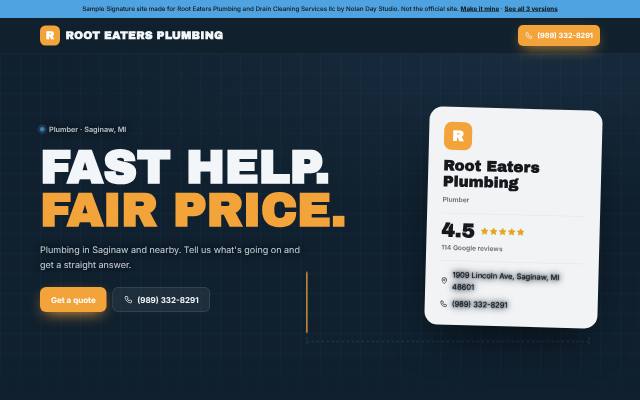 Sample Signature site made for Root Eaters Plumbing and Drain Cleaning Services llc by Nolan Day Studio. Not the official site. Make it mine · See all 3 versions
R ROOT EATERS PLUMBING
(989) 332-8291
Plumber · Saginaw, MI
FAST HELP.
FAIR PRICE.
Plumbing in Saginaw and nearby. Tell us what's going on and
get a straight answer.
Get a quote
(989) 332-8291
R
Root Eaters
Plumbing
Plumber
4.5 ★★★★★
114 Google reviews
1909 Lincoln Ave, Saginaw, MI
48601
(989) 332-8291